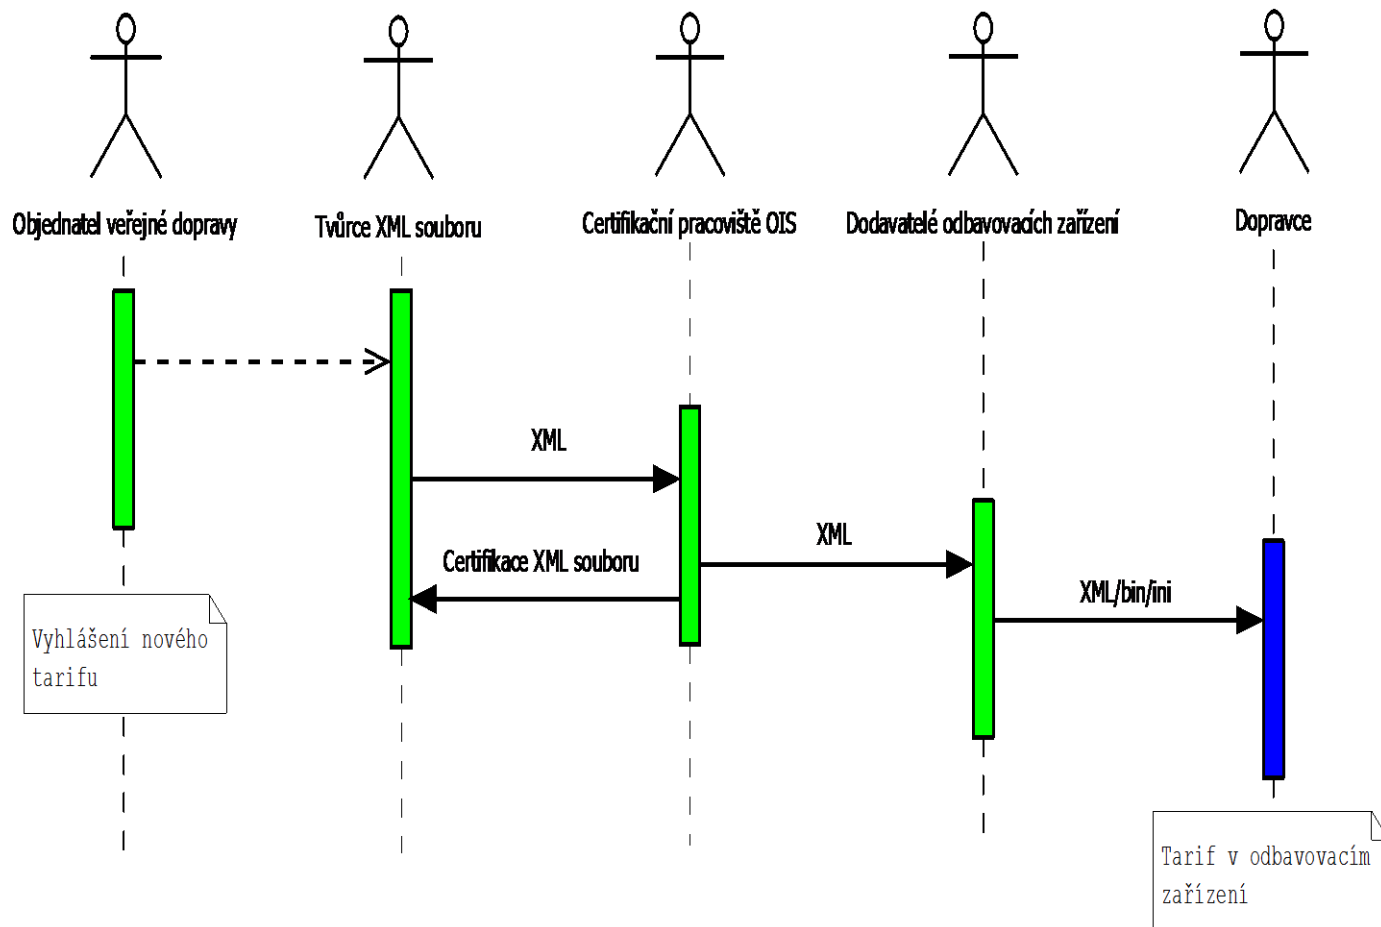 Objednatel veřejné dopravy
Tvůrce XML souboru
Certifikační pracoviště OIS
Dodavatelé odbavovacích zařízení
Dopravce
XML
Certifikace XML souboru
XML
XML/bin/ini
Vyhlášení nového
tarifu
Tarif v odbavovacím
zařízení